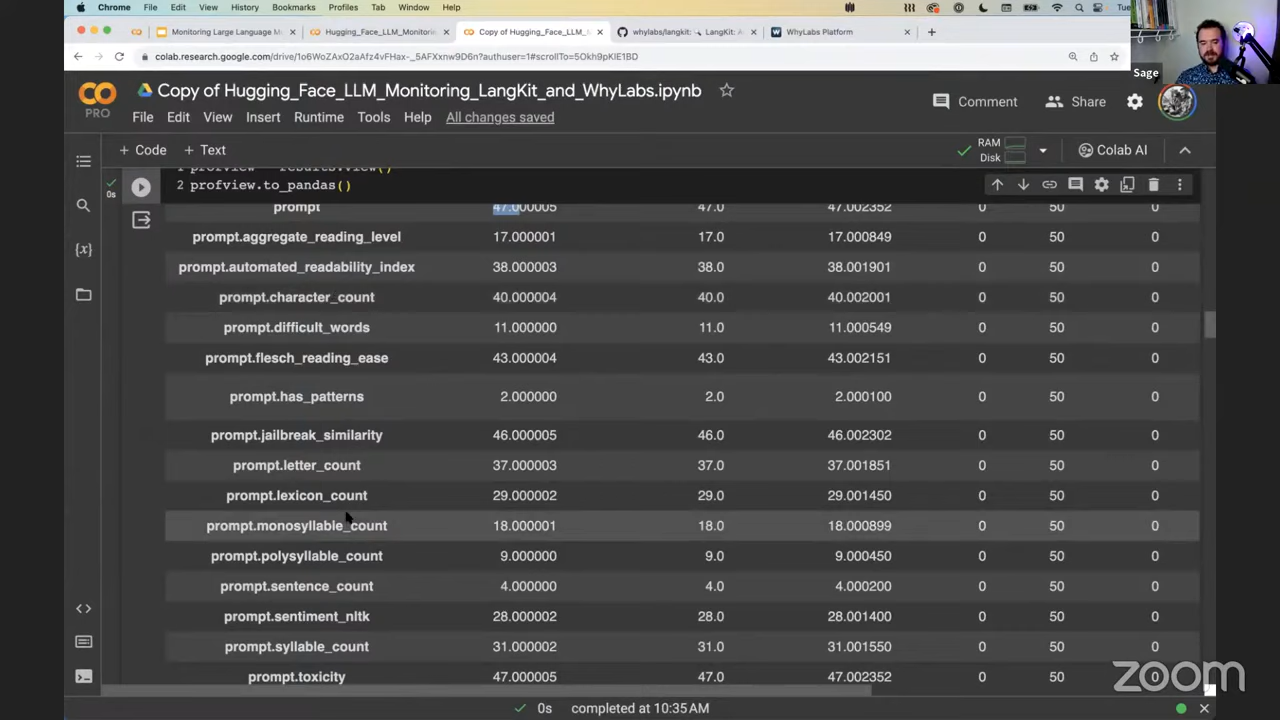 Chrome File Edit View History Bookmarks Profiles Tab Window Help Tue
Monitoring Large Language M Hugging_Face_LLM_Monitorin Copy of Hugging_Face_LLM_ whylabs/langkit: LangKit: A WhyLabs Platform
colab.research.google.com/drive/1o6WoZAxO2aAfz4vFHax-_5AFXxnw9D6n?authuser=1#scrollTo=5Okh9pKlE1BD
Sage
PRO
Copy of Hugging_Face_LLM_Monitoring_LangKit_and_WhyLabs.ipynb
Comment Share
File Edit View Insert Runtime Tools Help All changes saved
+ Code + Text RAM Disk Colab AI
1 profview = results.view()
2 profview.to_pandas()
0s
prompt 47.000005 47.0 47.002352 0 50 0
prompt.aggregate_reading_level 17.000001 17.0 17.000849 0 50 0
prompt.automated_readability_index 38.000003 38.0 38.001901 0 50 0
prompt.character_count 40.000004 40.0 40.002001 0 50 0
prompt.difficult_words 11.000000 11.0 11.000549 0 50 0
prompt.flesch_reading_ease 43.000004 43.0 43.002151 0 50 0
prompt.has_patterns 2.000000 2.0 2.000100 0 50 0
prompt.jailbreak_similarity 46.000005 46.0 46.002302 0 50 0
prompt.letter_count 37.000003 37.0 37.001851 0 50 0
prompt.lexicon_count 29.000002 29.0 29.001450 0 50 0
prompt.monosyllable_count 18.000001 18.0 18.000899 0 50 0
prompt.polysyllable_count 9.000000 9.0 9.000450 0 50 0
prompt.sentence_count 4.000000 4.0 4.000200 0 50 0
prompt.sentiment_nltk 28.000002 28.0 28.001400 0 50 0
prompt.syllable_count 31.000002 31.0 31.001550 0 50 0
prompt.toxicity 47.000005 47.0 47.002352 0 50 0
zoom
0s completed at 10:35 AM